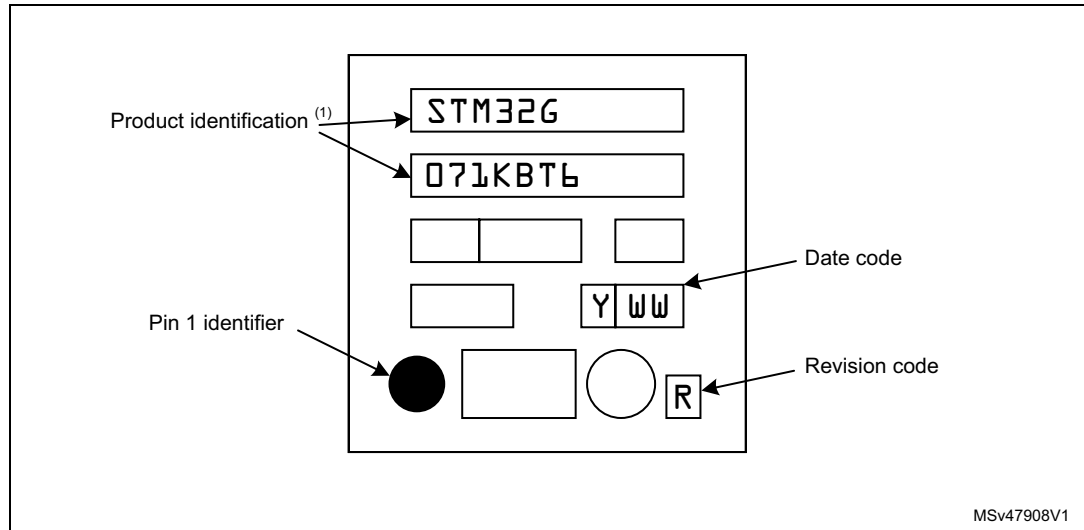 STM32G
Product identification (1)
071KBT6
Date code
Y WW
Pin 1 identifier
Revision code
R
MSv47908V1